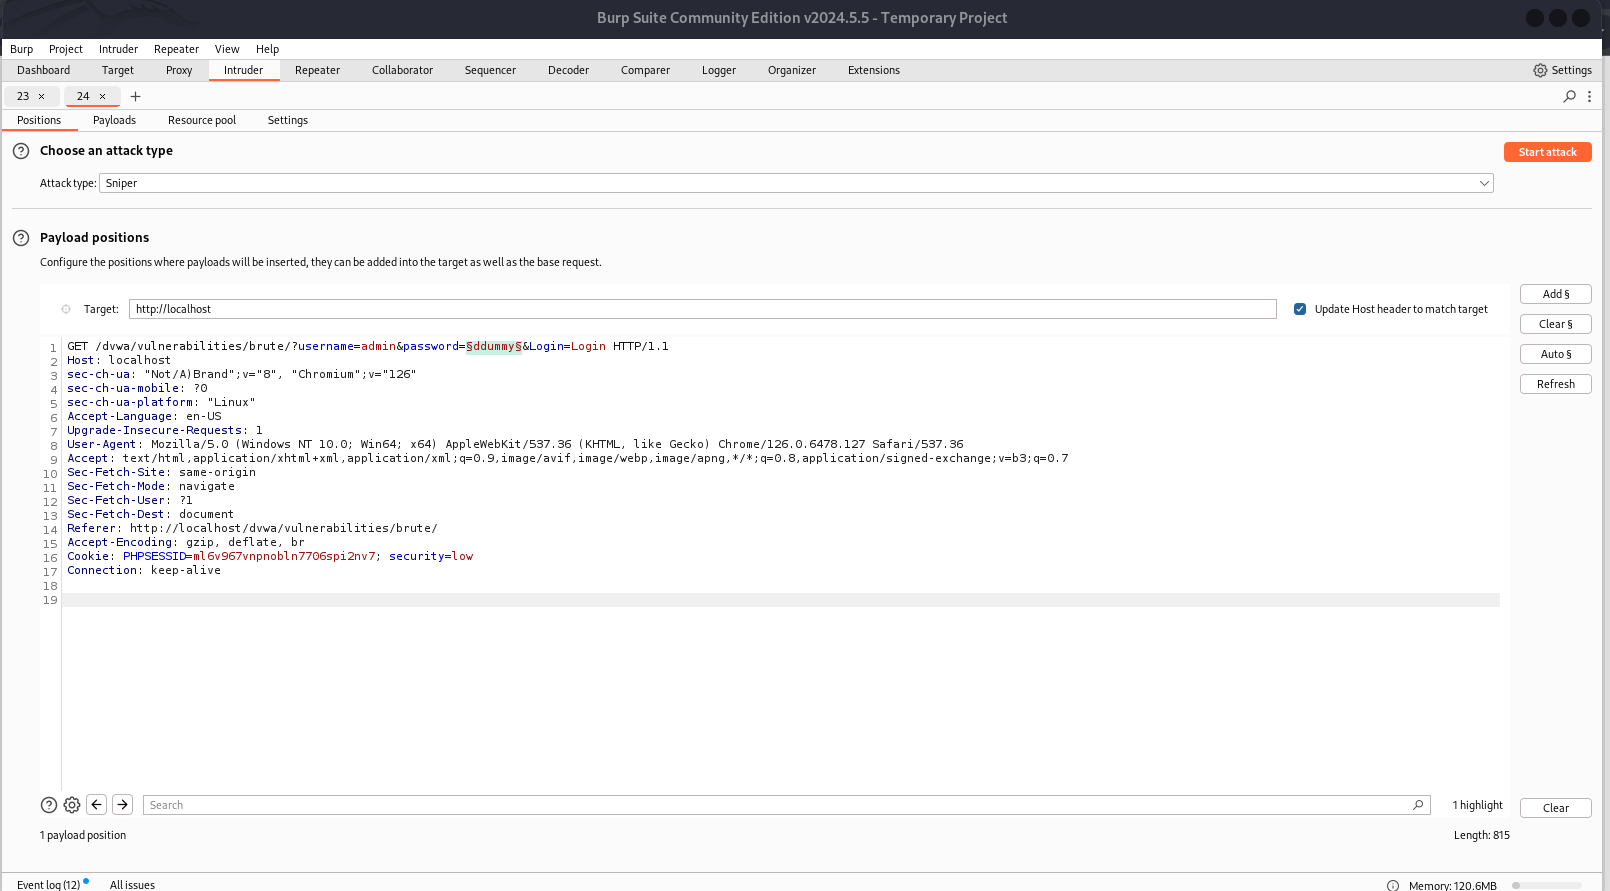 Burp Suite Community Edition v2024.5.5 - Temporary Project
Burp Project Intruder Repeater View Help
Dashboard Target Proxy Intruder Repeater Collaborator Sequencer Decoder Comparer Logger Organizer Extensions Settings
23 × 24 × +
Positions Payloads Resource pool Settings
Choose an attack type
Start attack
Attack type: Sniper
Payload positions
Configure the positions where payloads will be inserted, they can be added into the target as well as the base request.
Target: http://localhost
Update Host header to match target
Add §
Clear §
Auto §
Refresh
1 GET /dvwa/vulnerabilities/brute/?username=admin&password=§ddummy§&Login=Login HTTP/1.1
2 Host: localhost
3 sec-ch-ua: "Not/A)Brand";v="8", "Chromium";v="126"
4 sec-ch-ua-mobile: ?0
5 sec-ch-ua-platform: "Linux"
6 Accept-Language: en-US
7 Upgrade-Insecure-Requests: 1
8 User-Agent: Mozilla/5.0 (Windows NT 10.0; Win64; x64) AppleWebKit/537.36 (KHTML, like Gecko) Chrome/126.0.6478.127 Safari/537.36
9 Accept: text/html,application/xhtml+xml,application/xml;q=0.9,image/avif,image/webp,image/apng,*/*;q=0.8,application/signed-exchange;v=b3;q=0.7
10 Sec-Fetch-Site: same-origin
11 Sec-Fetch-Mode: navigate
12 Sec-Fetch-User: ?1
13 Sec-Fetch-Dest: document
14 Referer: http://localhost/dvwa/vulnerabilities/brute/
15 Accept-Encoding: gzip, deflate, br
16 Cookie: PHPSESSID=ml6v967vnpnobln7706spi2nv7; security=low
17 Connection: keep-alive
18
19
Search
1 highlight
Clear
1 payload position
Length: 815
Event log (12) All issues
Memory: 120.6MB